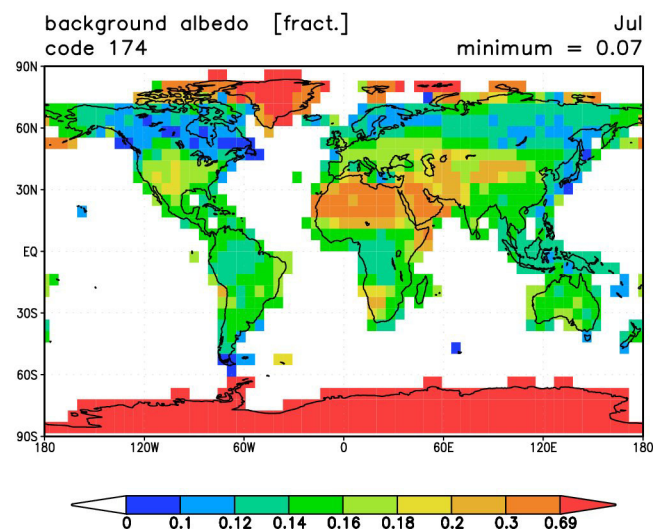 background albedo [fract.] Jul
code 174 minimum = 0.07
90N
60N
30N
EQ
30S
60S
90S
180 120W 60W 0 60E 120E 180
0 0.1 0.12 0.14 0.16 0.18 0.2 0.3 0.69